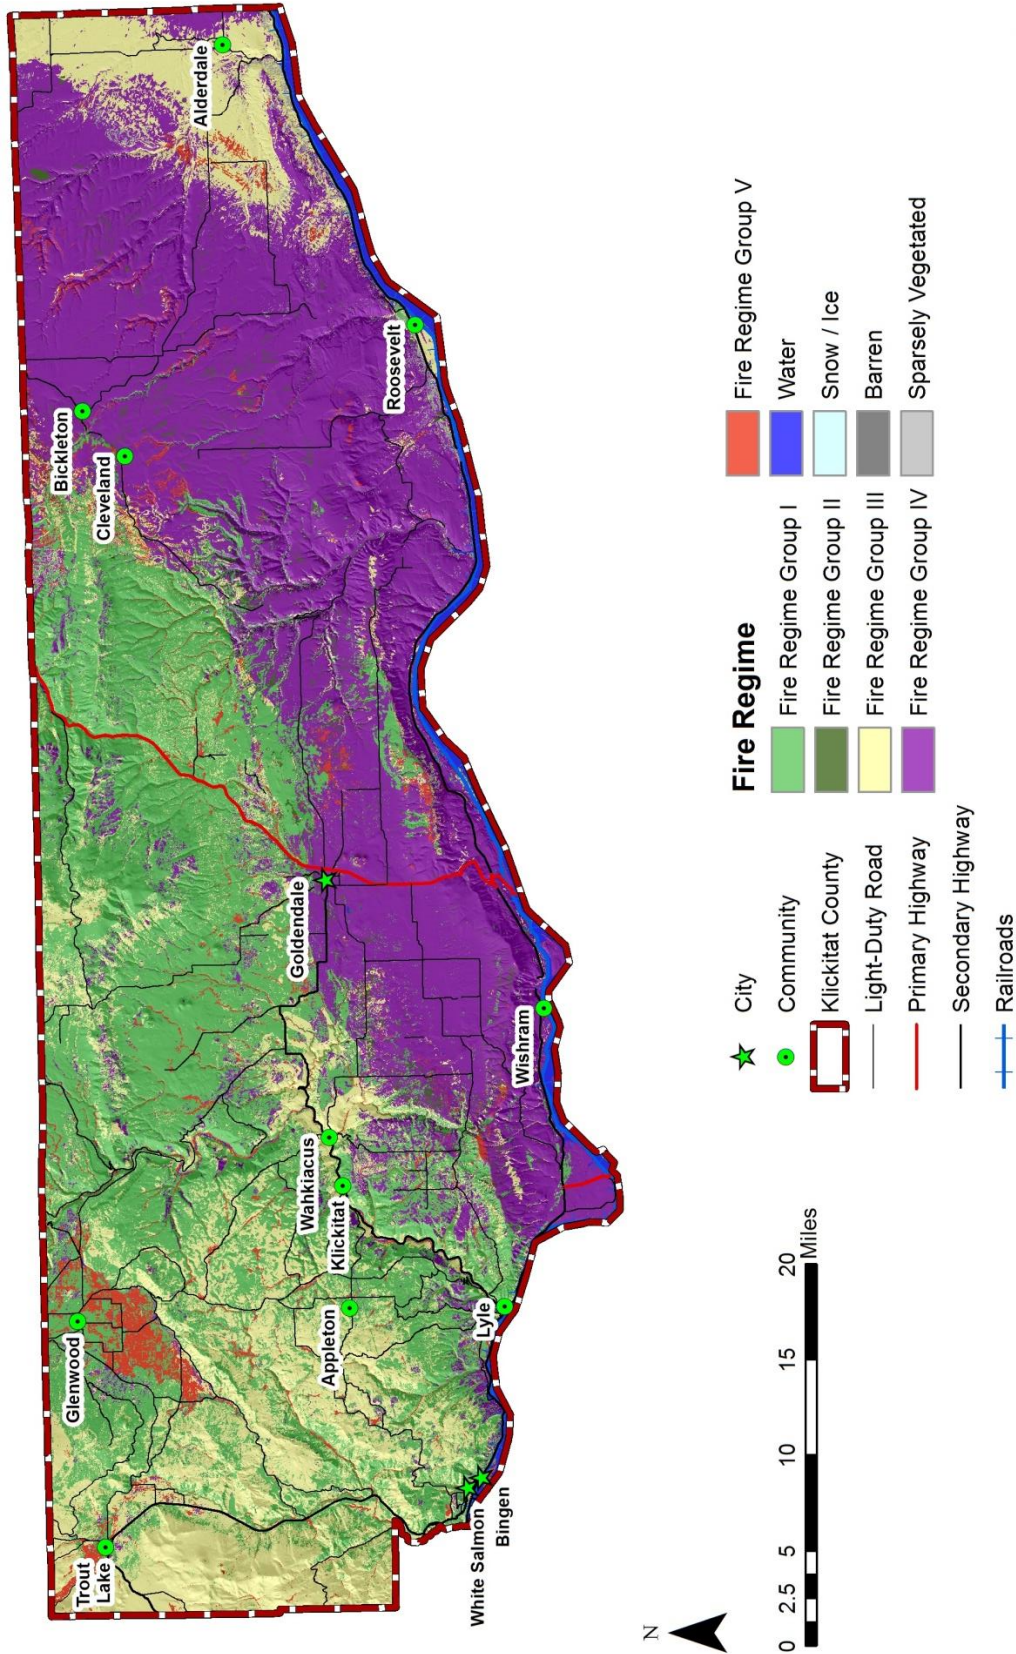 Trout
Lake
Glenwood
Bickleton
Cleveland
Alderdale
Appleton
Wahkiacus
Klickitat
Goldendale
Roosevelt
White Salmon
Bingen
Lyle
Wishram
N
0 2.5 5 10 15 20
Miles
City
Community
Klickitat County
Light-Duty Road
Primary Highway
Secondary Highway
Railroads
Fire Regime
Fire Regime Group I
Fire Regime Group II
Fire Regime Group III
Fire Regime Group IV
Fire Regime Group V
Water
Snow / Ice
Barren
Sparsely Vegetated